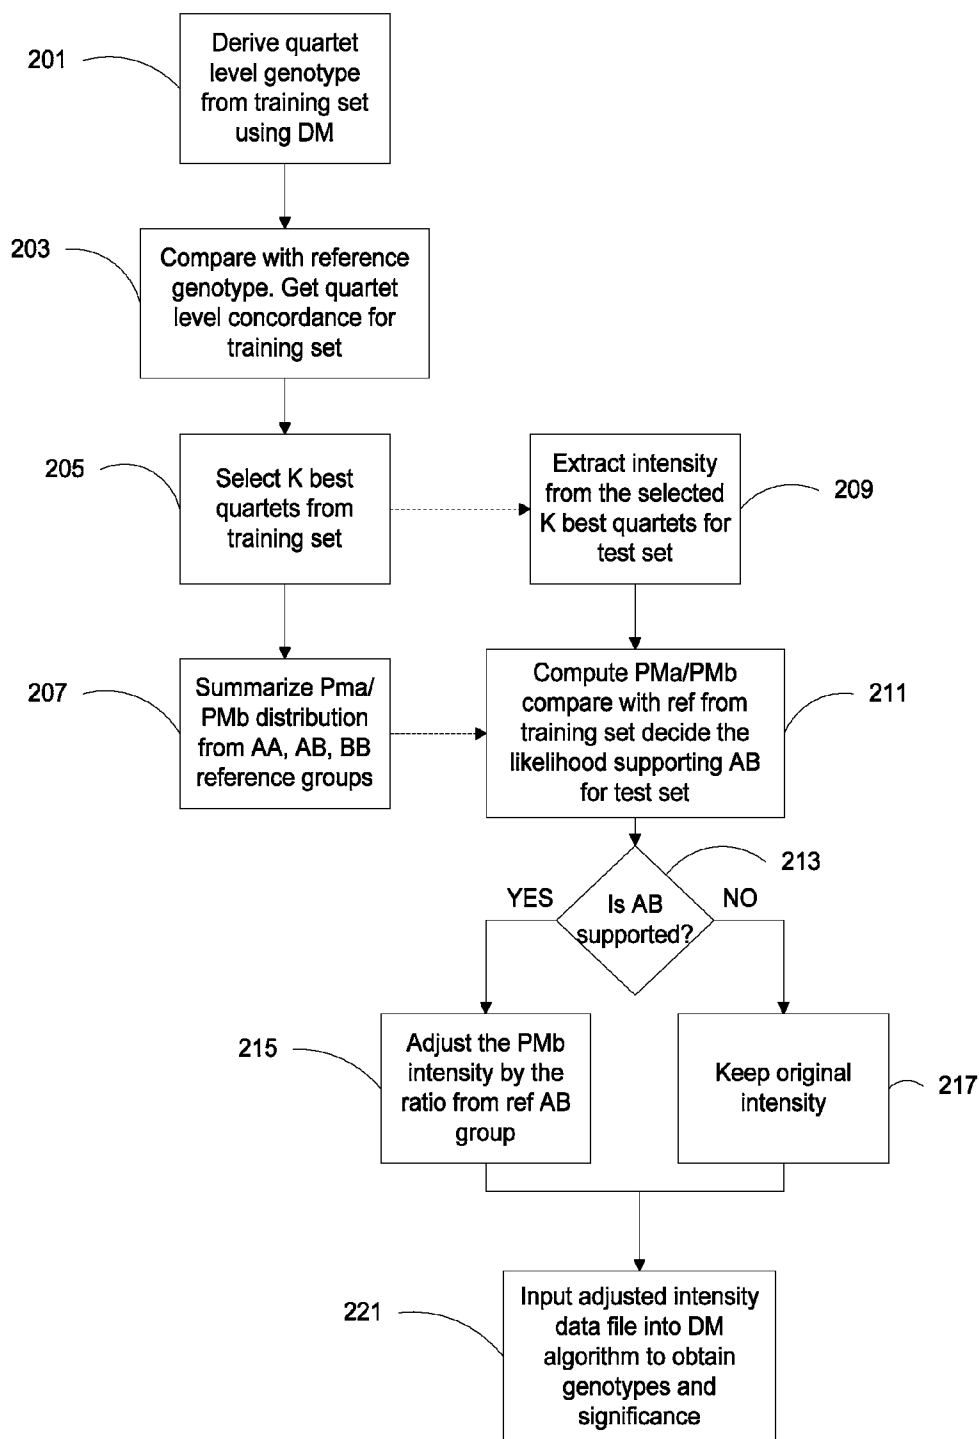 201
Derive quartet
level genotype
from training set
using DM
203
Compare with reference
genotype. Get quartet
level concordance for
training set
205
Select K best
quartets from
training set
Extract intensity
from the selected
K best quartets for
test set
209
207
Summarize Pma/
PMb distribution
from AA, AB, BB
reference groups
Compute PMa/PMb
compare with ref from
training set decide the
likelihood supporting AB
for test set
211
213
YES
Is AB
supported?
NO
215
Adjust the PMb
intensity by the
ratio from ref AB
group
Keep original
intensity
217
221
Input adjusted intensity
data file into DM
algorithm to obtain
genotypes and
significance